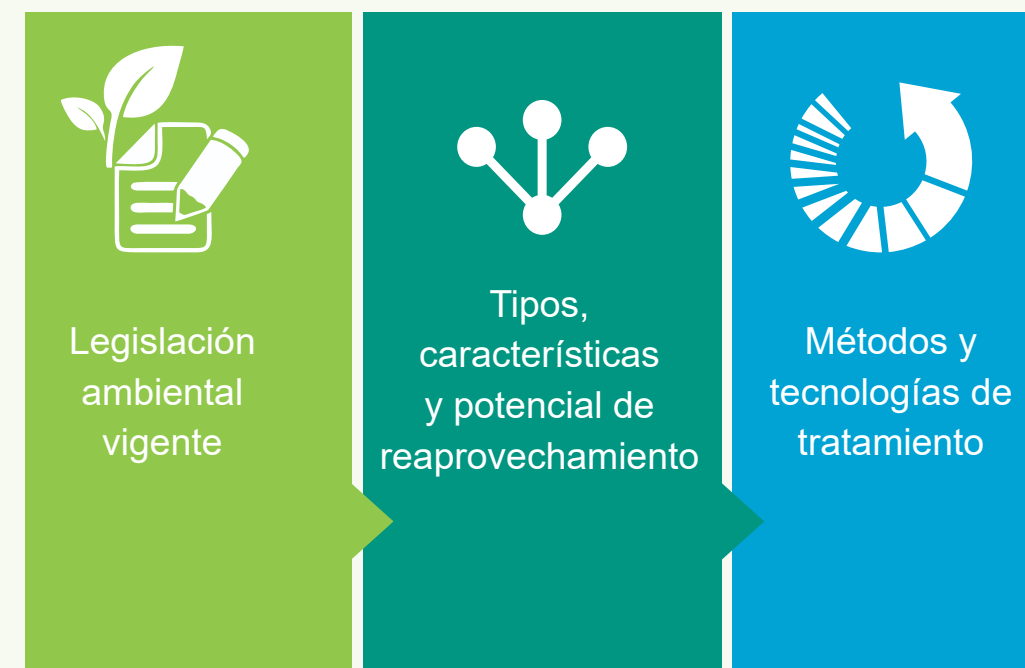 Legislación
ambiental
vigente
Tipos,
características
y potencial de
reaprovechamiento
Métodos y
tecnologías de
tratamiento